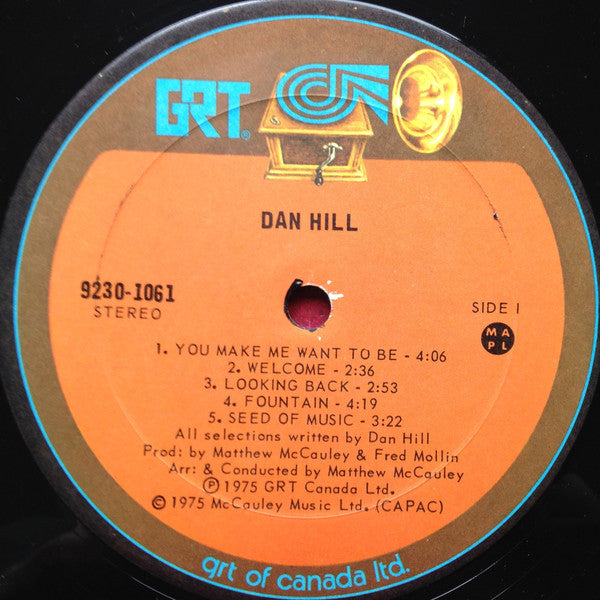 GRT®
DAN HILL
9230-1061
STEREO
SIDE 1
M A
P L
1. YOU MAKE ME WANT TO BE - 4:06
2. WELCOME - 2:36
3. LOOKING BACK - 2:53
4. FOUNTAIN - 4:19
5. SEED OF MUSIC - 3:22
All selections written by Dan Hill
Prod: by Matthew McCauley & Fred Mollin
Arr: & Conducted by Matthew McCauley
℗ 1975 GRT Canada Ltd.
© 1975 McCauley Music Ltd. (CAPAC)
grt of canada ltd.